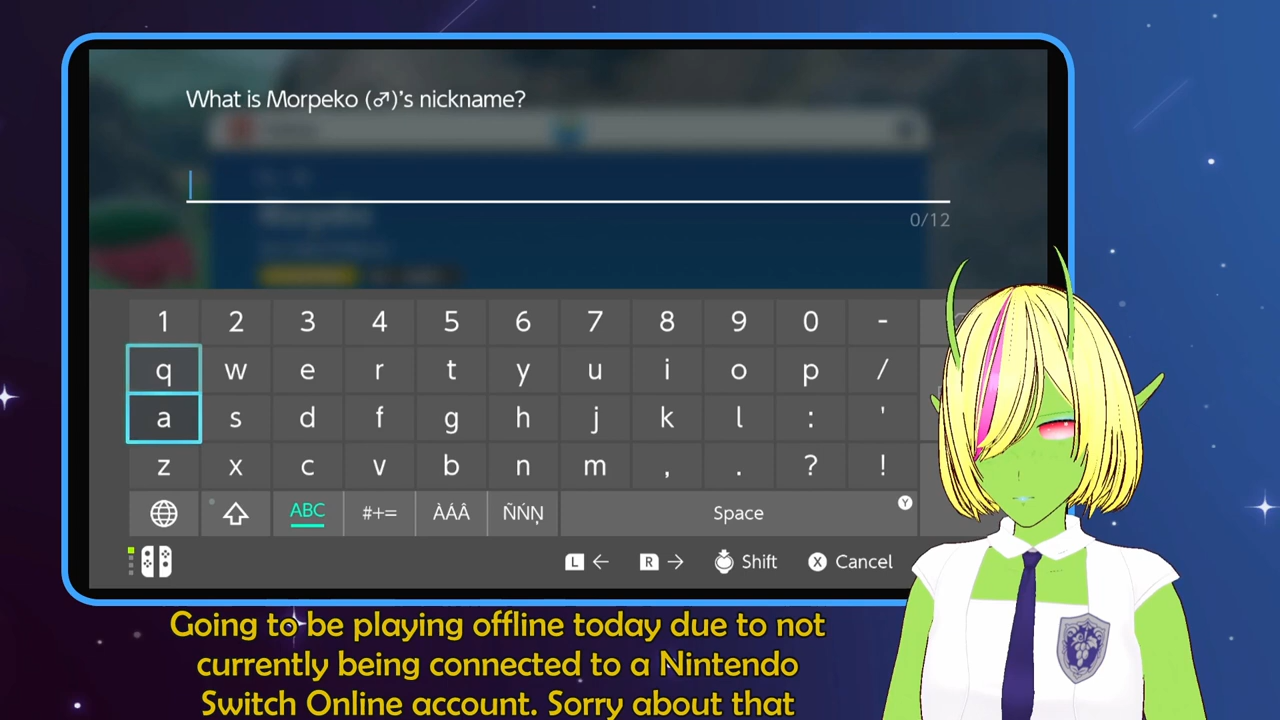 What is Morpeko (♂)'s nickname?
0/12
1 2 3 4 5 6 7 8 9 0 -
q w e r t y u i o p /
a s d f g h j k l : '
z x c v b n m , . ? !
ABC #+= ÀÁÂ ÑŃŅ Space Y
L ← R → Shift X Cancel
Going to be playing offline today due to not
currently being connected to a Nintendo
Switch Online account. Sorry about that